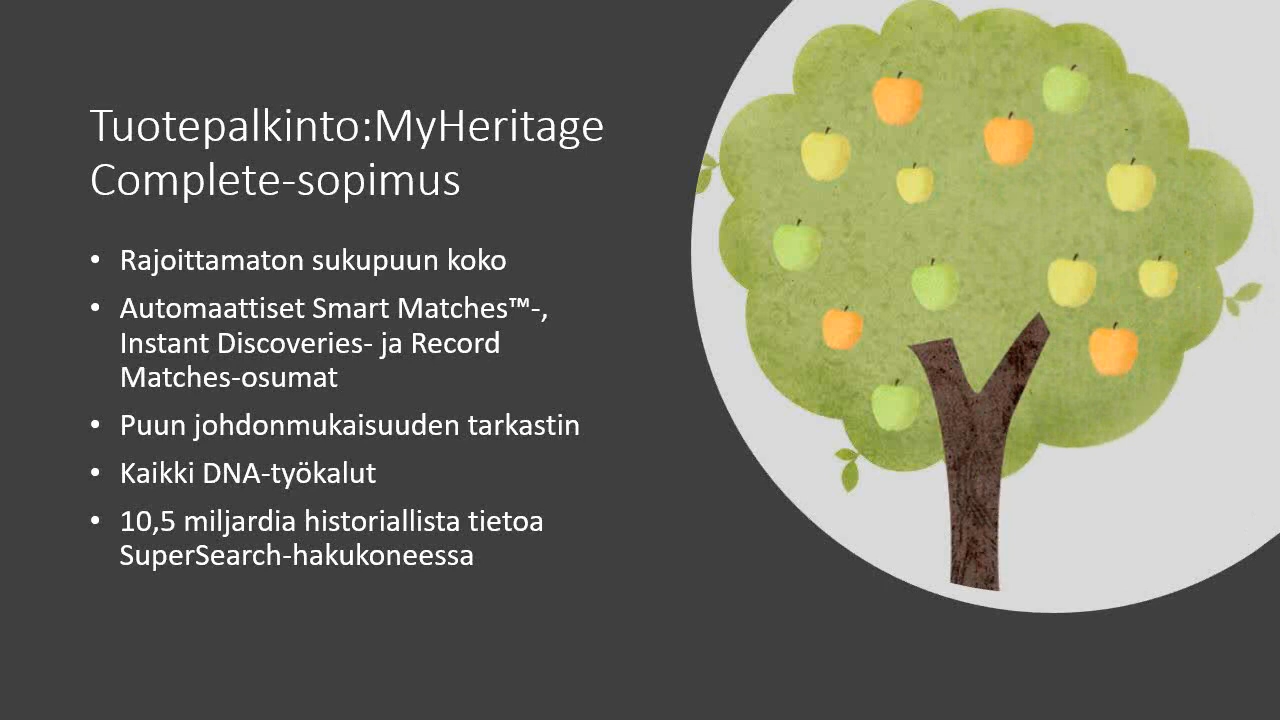 Tuotepalkinto:MyHeritage
Complete-sopimus
• Rajoittamaton sukupuun koko
• Automaattiset Smart Matches™-,
Instant Discoveries- ja Record
Matches-osumat
• Puun johdonmukaisuuden tarkastin
• Kaikki DNA-työkalut
• 10,5 miljardia historiallista tietoa
SuperSearch-hakukoneessa